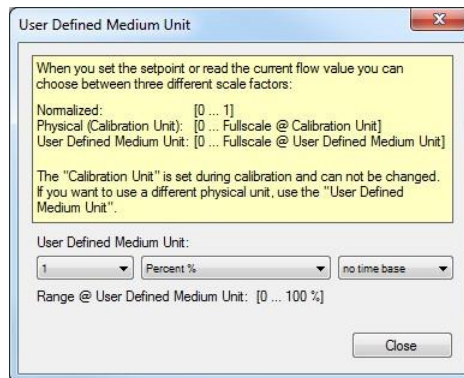 User Defined Medium Unit
When you set the setpoint or read the current flow value you can
choose between three different scale factors:
Normalized: [0 ... 1]
Physical (Calibration Unit): [0 ... Fullscale @ Calibration Unit]
User Defined Medium Unit: [0 ... Fullscale @ User Defined Medium Unit]
The "Calibration Unit" is set during calibration and can not be changed.
If you want to use a different physical unit, use the "User Defined
Medium Unit".
User Defined Medium Unit:
1 Percent % no time base
Range @ User Defined Medium Unit: [0 ... 100 %]
Close